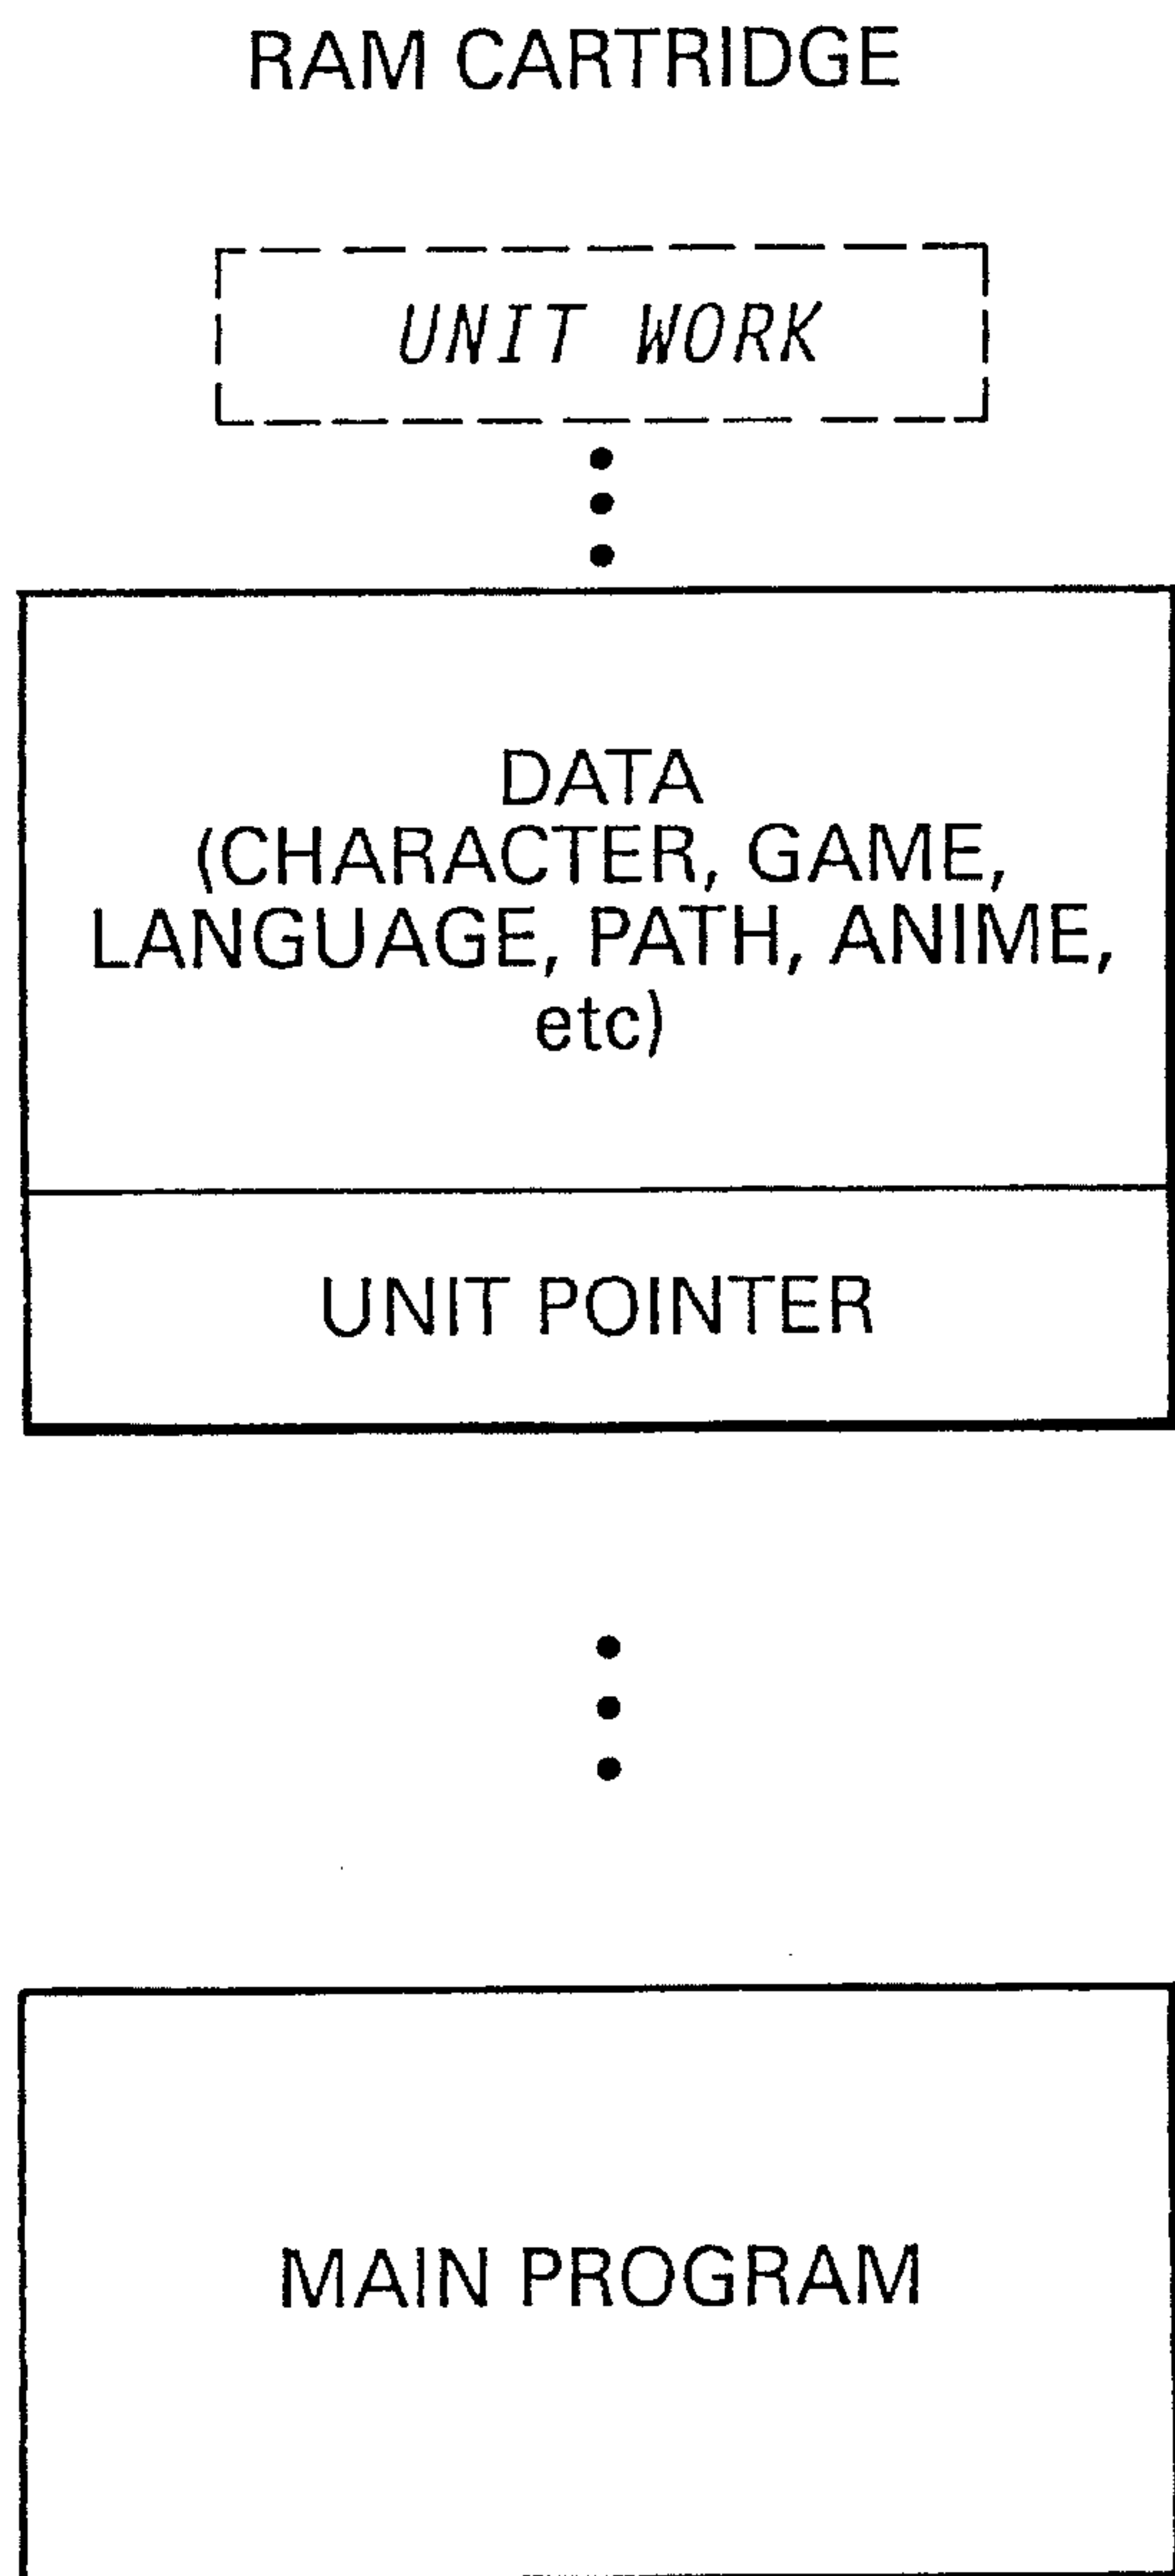 RAM CARTRIDGE
UNIT WORK
DATA
(CHARACTER, GAME,
LANGUAGE, PATH, ANIME,
etc)
UNIT POINTER
MAIN PROGRAM